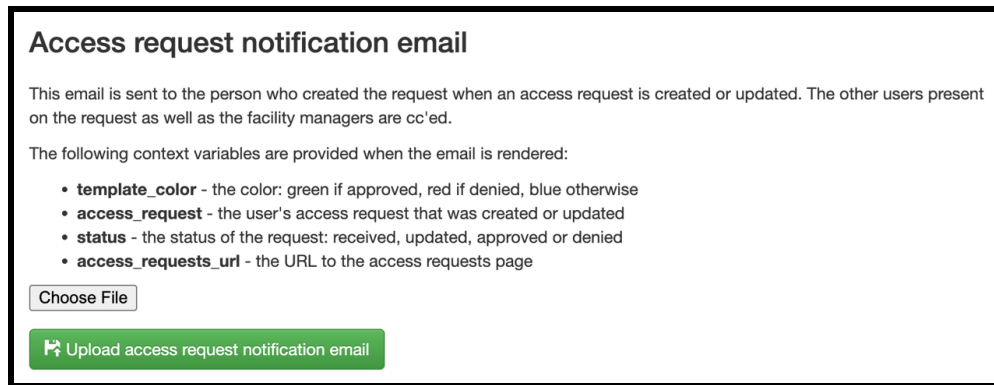 Access request notification email
This email is sent to the person who created the request when an access request is created or updated. The other users present
on the request as well as the facility managers are cc'ed.
The following context variables are provided when the email is rendered:
• template_color - the color: green if approved, red if denied, blue otherwise
• access_request - the user's access request that was created or updated
• status - the status of the request: received, updated, approved or denied
• access_requests_url - the URL to the access requests page
Choose File
Upload access request notification email